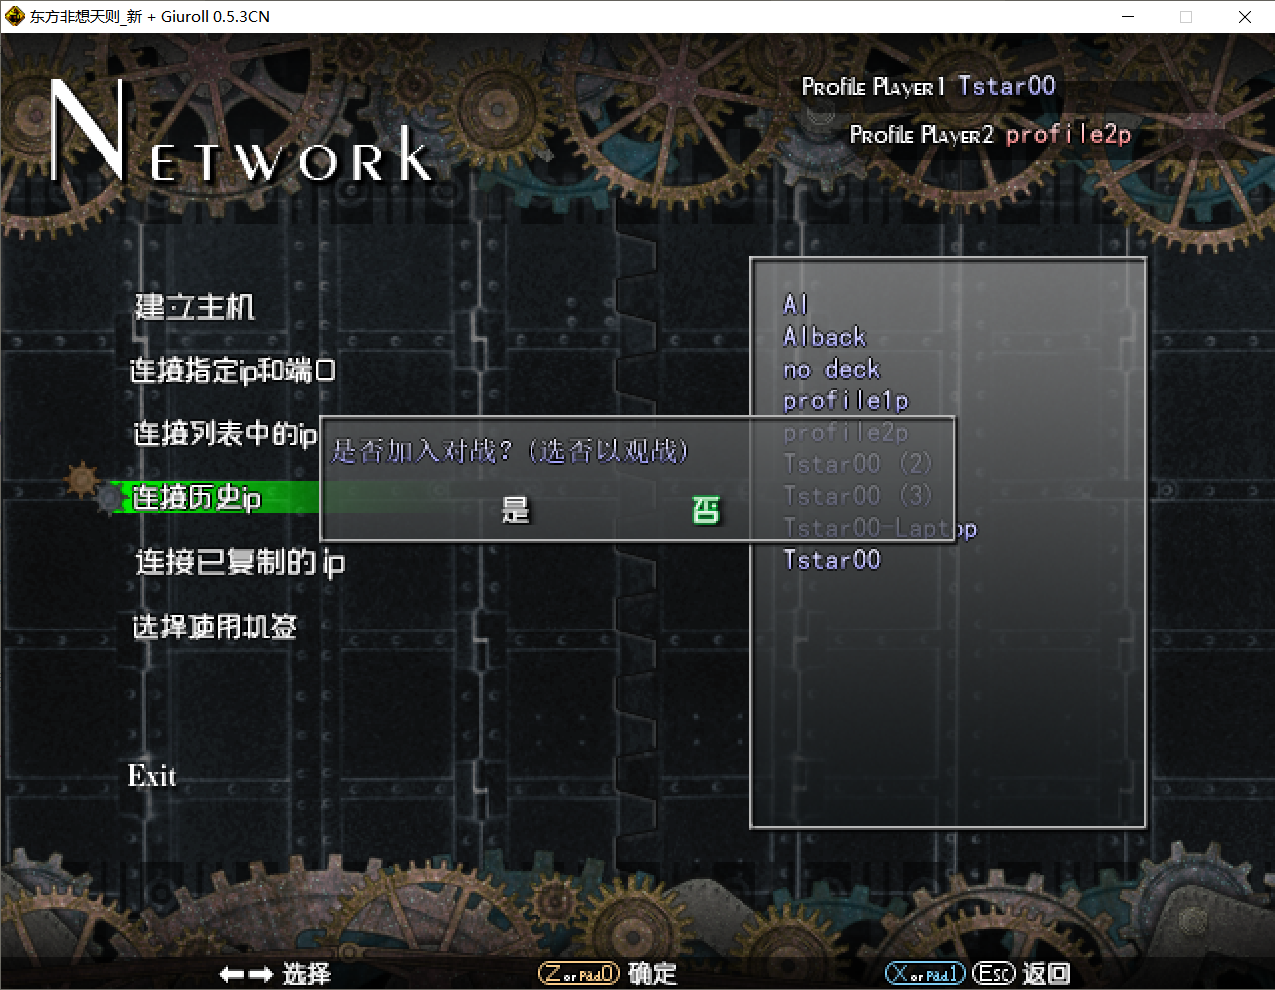 东方非想天则_新 + Giuroll 0.5.3CN
Network
Profile Player1 Tstar00
Profile Player2 profile2p
建立主机
连接指定ip和端口
连接列表中的ip
连接历史ip
连接已复制的 ip
选择使用机签
Exit
是否加入对战?(选否以观战)
是 否
AI
AIback
no deck
profile1p
profile2p
Tstar00 (2)
Tstar00 (3)
Tstar00-Laptop
Tstar00
选择
Z or Pad0 确定
X or Pad1 Esc 返回